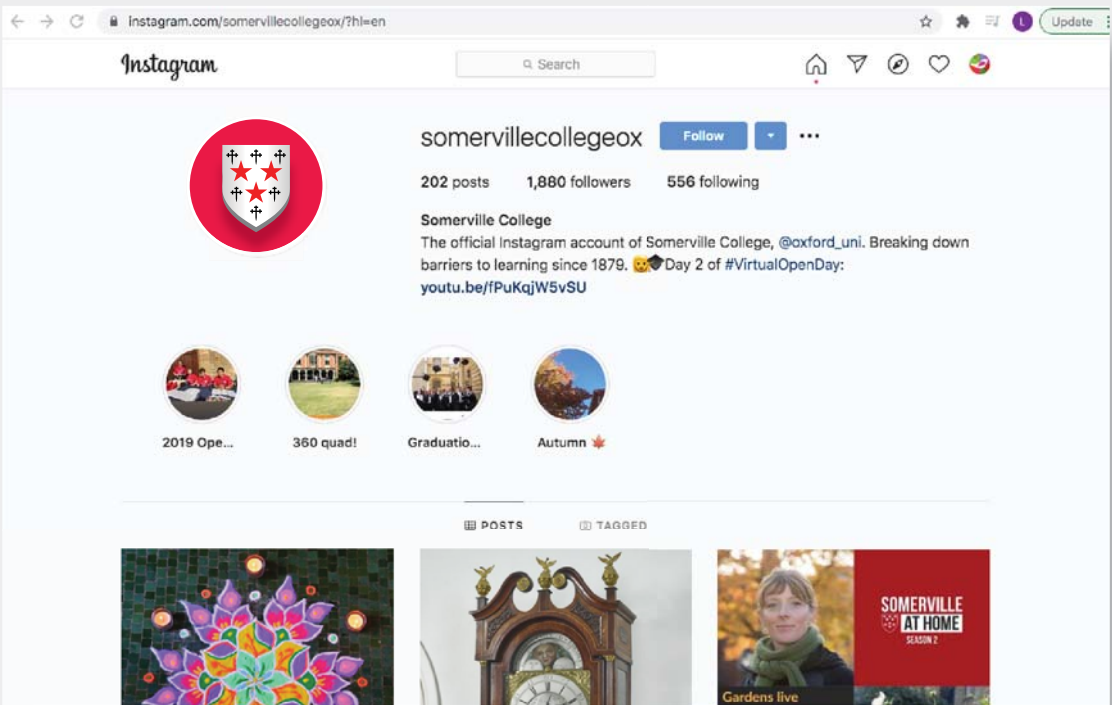 instagram.com/somervillecollegeox/?hl=en
L
Update
Instagram
Search
somervillecollegeox
Follow
202 posts 1,880 followers 556 following
Somerville College
The official Instagram account of Somerville College, @oxford_uni. Breaking down
barriers to learning since 1879. Day 2 of #VirtualOpenDay:
youtu.be/fPuKqjW5vSU
2019 Ope... 360 quad! Graduatio... Autumn 🍁
POSTS TAGGED
SOMERVILLE
AT HOME
SEASON 2
Gardens live